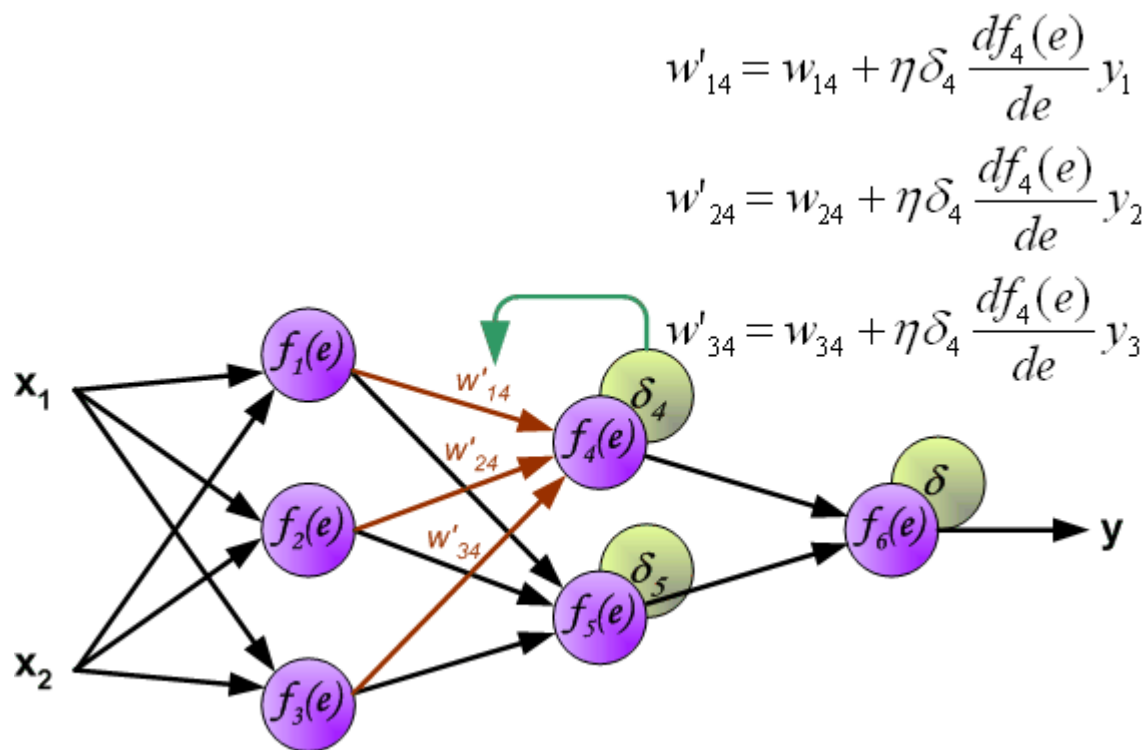 w'₁₄ = w₁₄ + ηδ₄ df₄(e)/de y₁
w'₂₄ = w₂₄ + ηδ₄ df₄(e)/de y₂
w'₃₄ = w₃₄ + ηδ₄ df₄(e)/de y₃
x₁
f₁(e)
w'₁₄
δ₄
f₄(e)
w'₂₄
f₂(e)
w'₃₄
δ
f₆(e)
y
δ₅
f₅(e)
x₂
f₃(e)